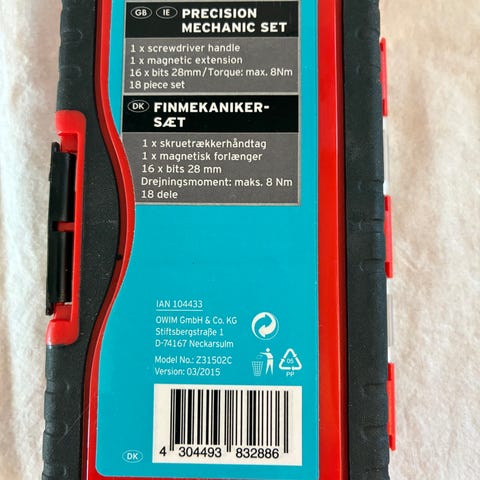 GB IE PRECISION
MECHANIC SET
1 x screwdriver handle
1 x magnetic extension
16 x bits 28mm/Torque: max. 8Nm
18 piece set
DK FINMEKANIKER-
SÆT
1 x skruetrækkerhåndtag
1 x magnetisk forlænger
16 x bits 28 mm
Drejningsmoment: maks. 8 Nm
18 dele
IAN 104433
OWIM GmbH & Co. KG
Stiftsbergstraße 1
D-74167 Neckarsulm
Model No.: Z31502C
Version: 03/2015
05
PP
DK
4 304493 832886